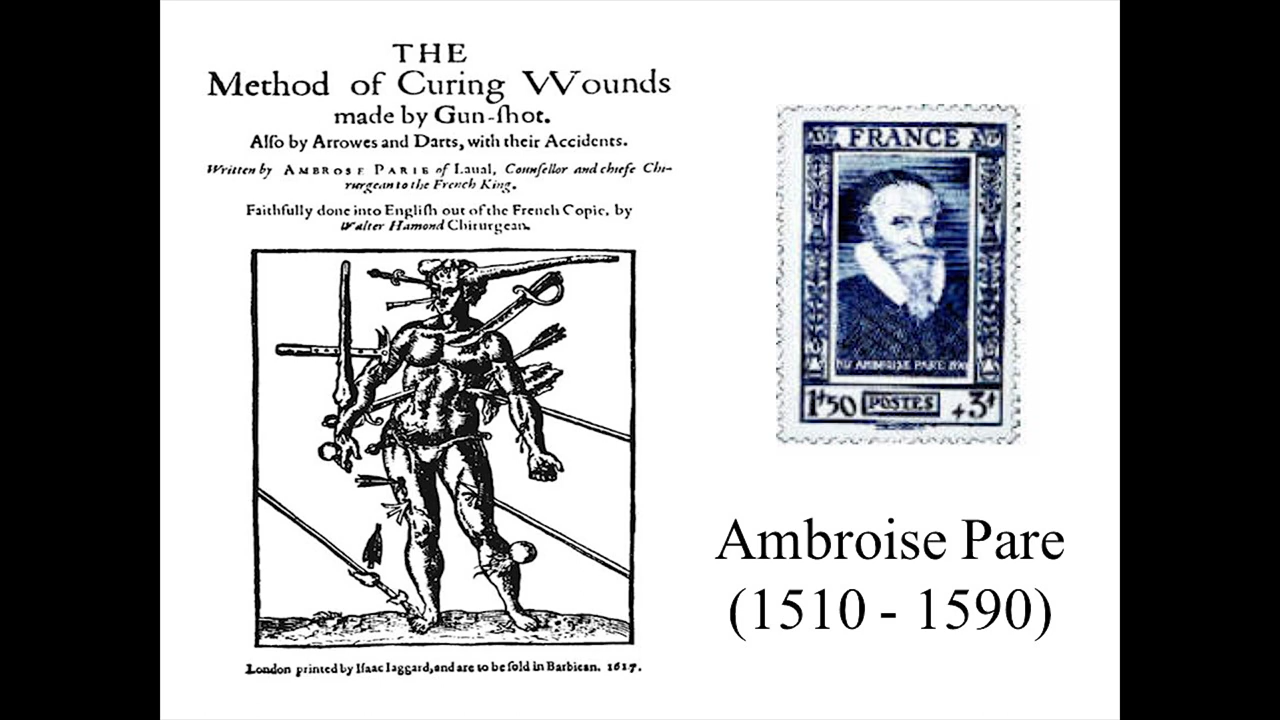 THE
Method of Curing Wounds
made by Gun-ſhot.
Alſo by Arrowes and Darts, with their Accidents.
Written by AMBROSE PARIE of Laual, Counſellor and chiefe Chi-
rurgean to the French King.
Faithfully done into Engliſh out of the French Copie, by
Walter Hamond Chirurgean.
London printed by Iſaac Iaggard, and are to be ſold in Barbican. 1617.
FRANCE
AMBROISE PARE
1f50 POSTES +3f
Ambroise Pare
(1510 - 1590)